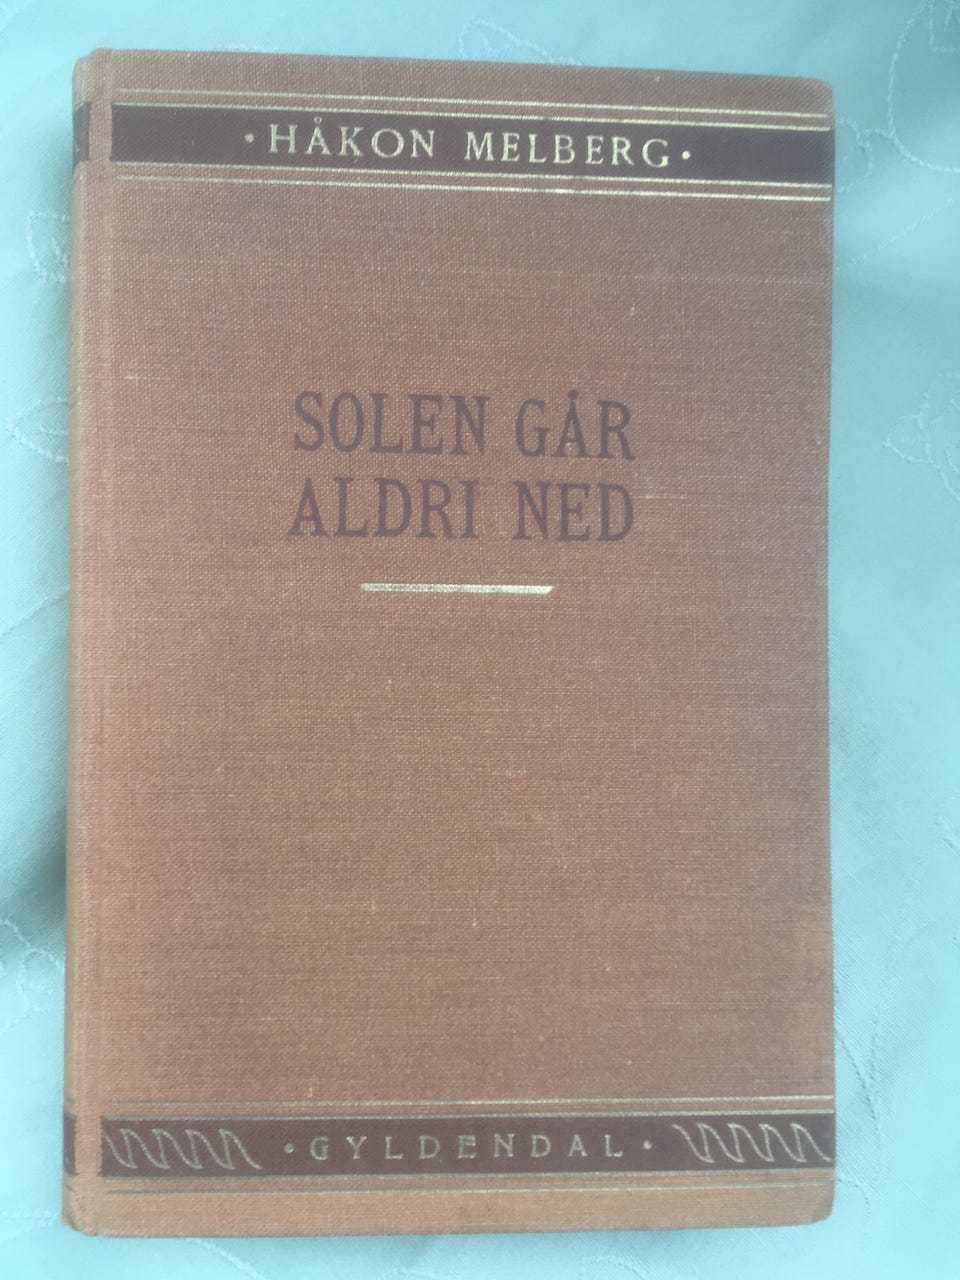 · HÅKON MELBERG ·
SOLEN GÅR
ALDRI NED
· GYLDENDAL ·